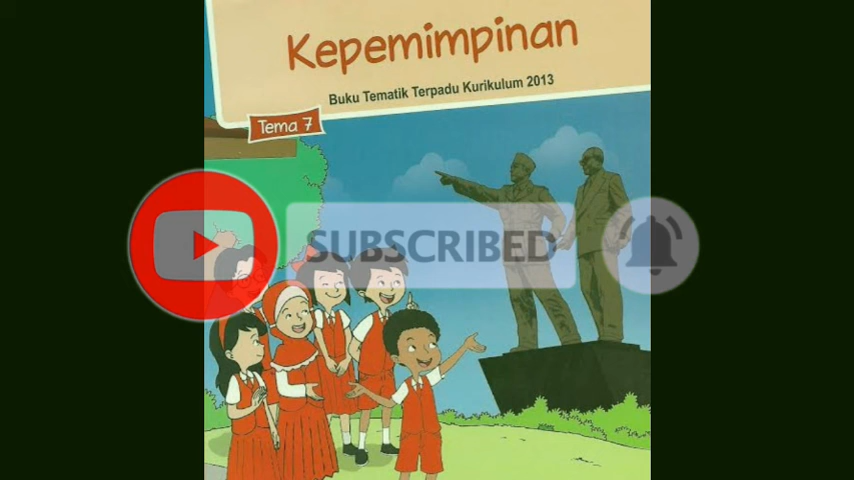 Kepemimpinan
Buku Tematik Terpadu Kurikulum 2013
Tema 7
SUBSCRIBED